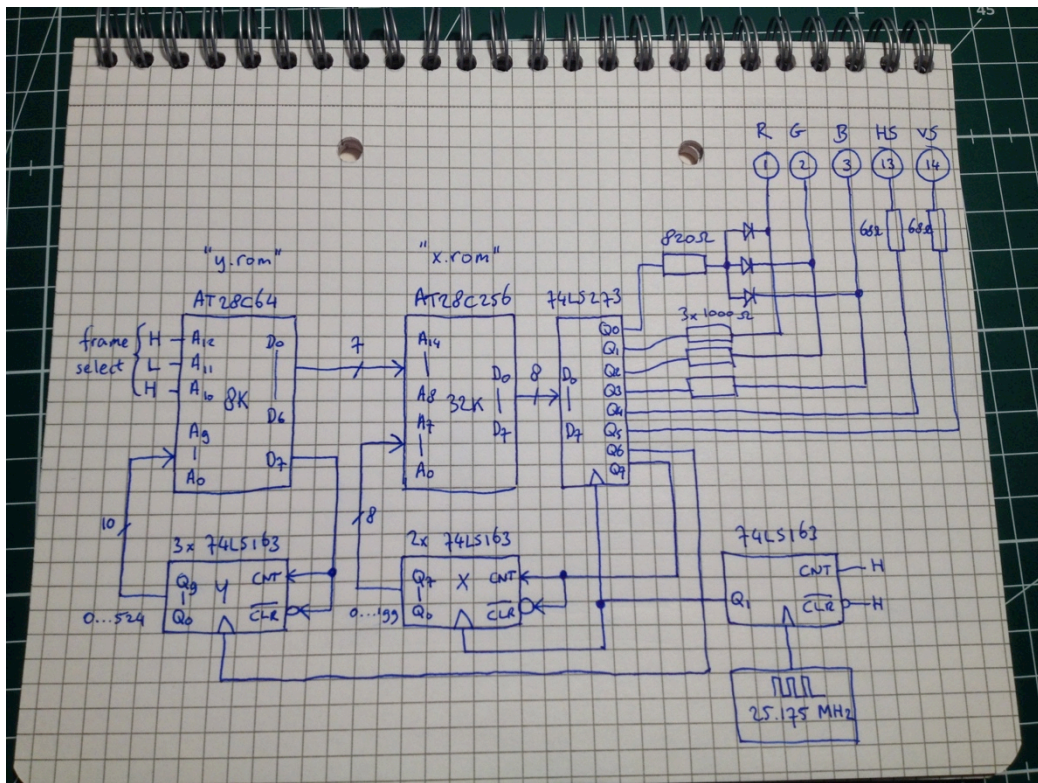 45
R G B HS VS
1 2 3 13 14
820Ω 68Ω 68Ω
"y.rom" "x.rom"
AT28C64 AT28C256 74LS273
3x1000Ω
frame
select
H
L
H
A12
A11
A10
8K
A9
A0
D0
D6
D7
7
A14
A8
A7
A0
32K
D0
D7
8
D0
D7
Q0
Q1
Q2
Q3
Q4
Q5
Q6
Q7
10
8
3x 74LS163 2x 74LS163 74LS163
Q9
Q0
Y
CNT
CLR
0...524
Q7
Q0
X
CNT
CLR
0...199
Q1
CNT H
CLR H
25.175 MHz